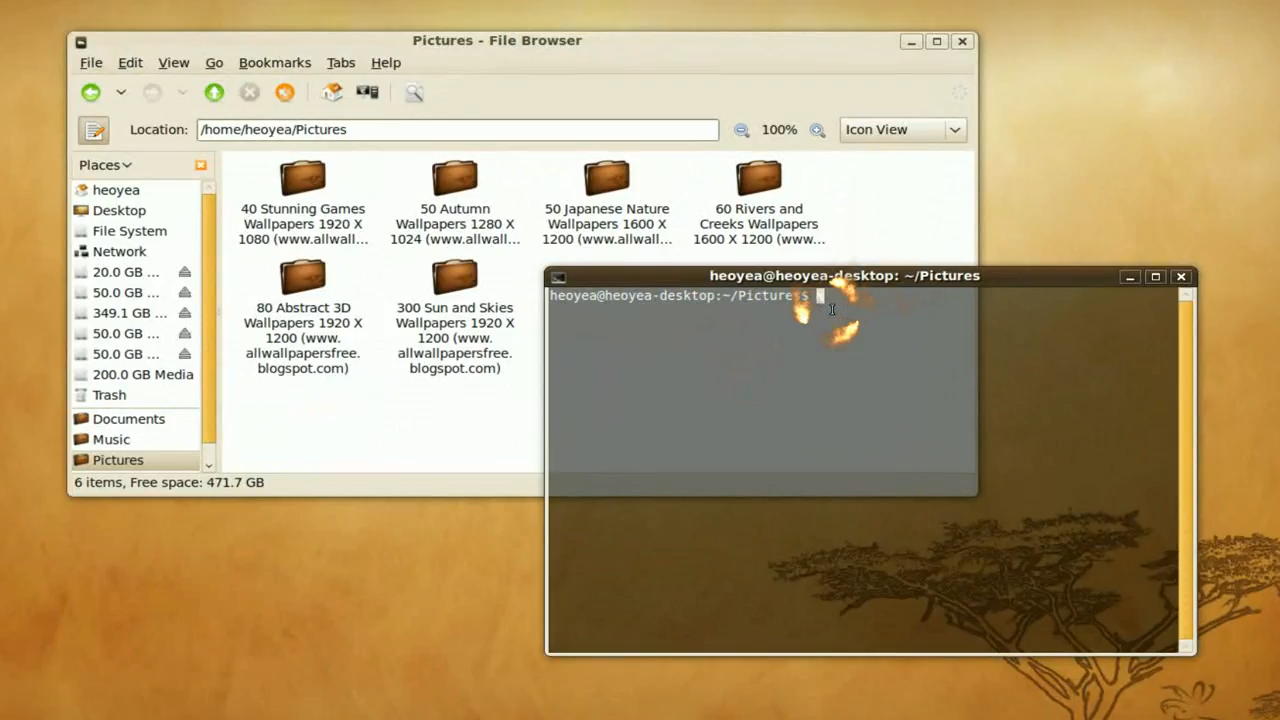 Pictures - File Browser
File Edit View Go Bookmarks Tabs Help
Location: /home/heoyea/Pictures 100% Icon View
Places
heoyea
Desktop
File System
Network
20.0 GB ...
50.0 GB ...
349.1 GB ...
50.0 GB ...
50.0 GB ...
200.0 GB Media
Trash
Documents
Music
Pictures
40 Stunning Games
Wallpapers 1920 X
1080 (www.allwall...
50 Autumn
Wallpapers 1280 X
1024 (www.allwall...
50 Japanese Nature
Wallpapers 1600 X
1200 (www.allwall...
60 Rivers and
Creeks Wallpapers
1600 X 1200 (www...
80 Abstract 3D
Wallpapers 1920 X
1200 (www.
allwallpapersfree.
blogspot.com)
300 Sun and Skies
Wallpapers 1920 X
1200 (www.
allwallpapersfree.
blogspot.com)
6 items, Free space: 471.7 GB
heoyea@heoyea-desktop: ~/Pictures
heoyea@heoyea-desktop:~/Pictures$